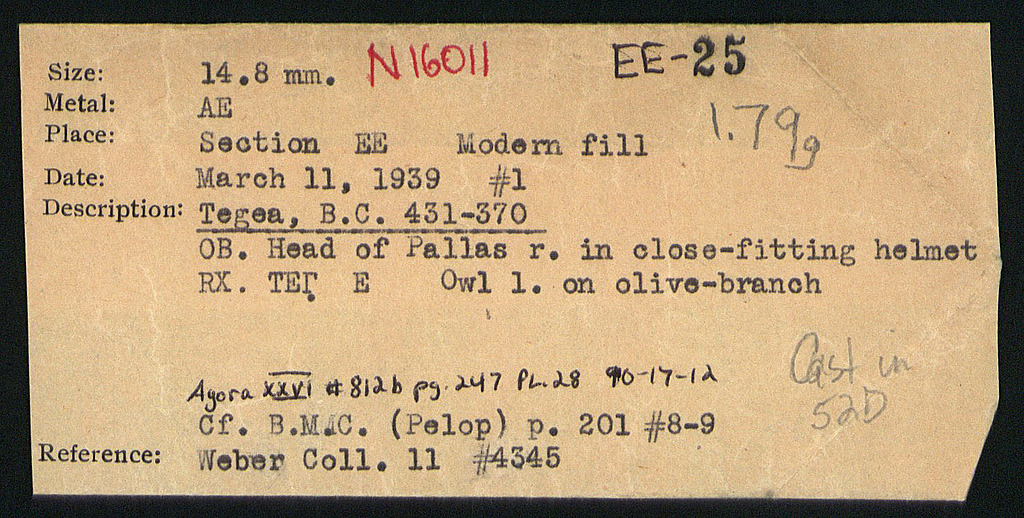 Size: 14.8 mm. N16011 EE-25
Metal: AE
Place: Section EE Modern fill 1.79g
Date: March 11, 1939 #1
Description: Tegea, B.C. 431-370
OB. Head of Pallas r. in close-fitting helmet
RX. ΤΕΓ. Ε Owl l. on olive-branch
Cast in
52D
Agora XXVI #812b pg. 247 PL.28 90-17-12
Cf. B.M.C. (Pelop) p. 201 #8-9
Reference: Weber Coll. 11 #4345